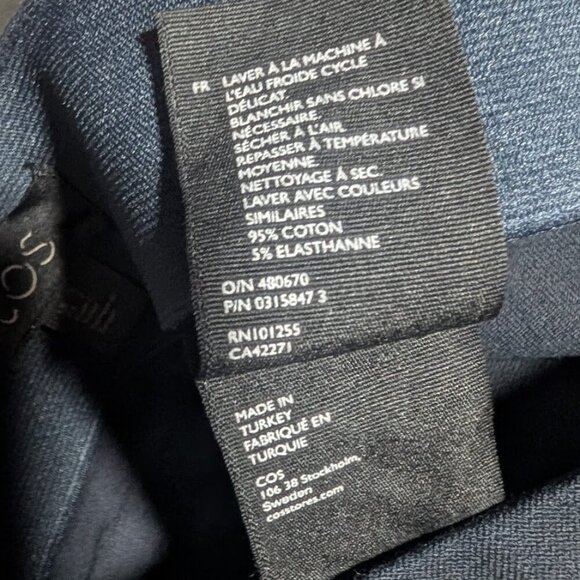 FR LAVER À LA MACHINE À
L'EAU FROIDE CYCLE
DÉLICAT
BLANCHIR SANS CHLORE SI
NÉCESSAIRE.
SÉCHER À L'AIR
REPASSER À TEMPÉRATURE
MOYENNE.
NETTOYAGE À SEC.
LAVER AVEC COULEURS
SIMILAIRES
95% COTON
5% ELASTHANNE
O/N 480670
P/N 0315847 3
RN101255
CA42271
MADE IN
TURKEY
FABRIQUÉ EN
TURQUIE
COS
106 38 Stockholm,
Sweden
cosstores.com
COS